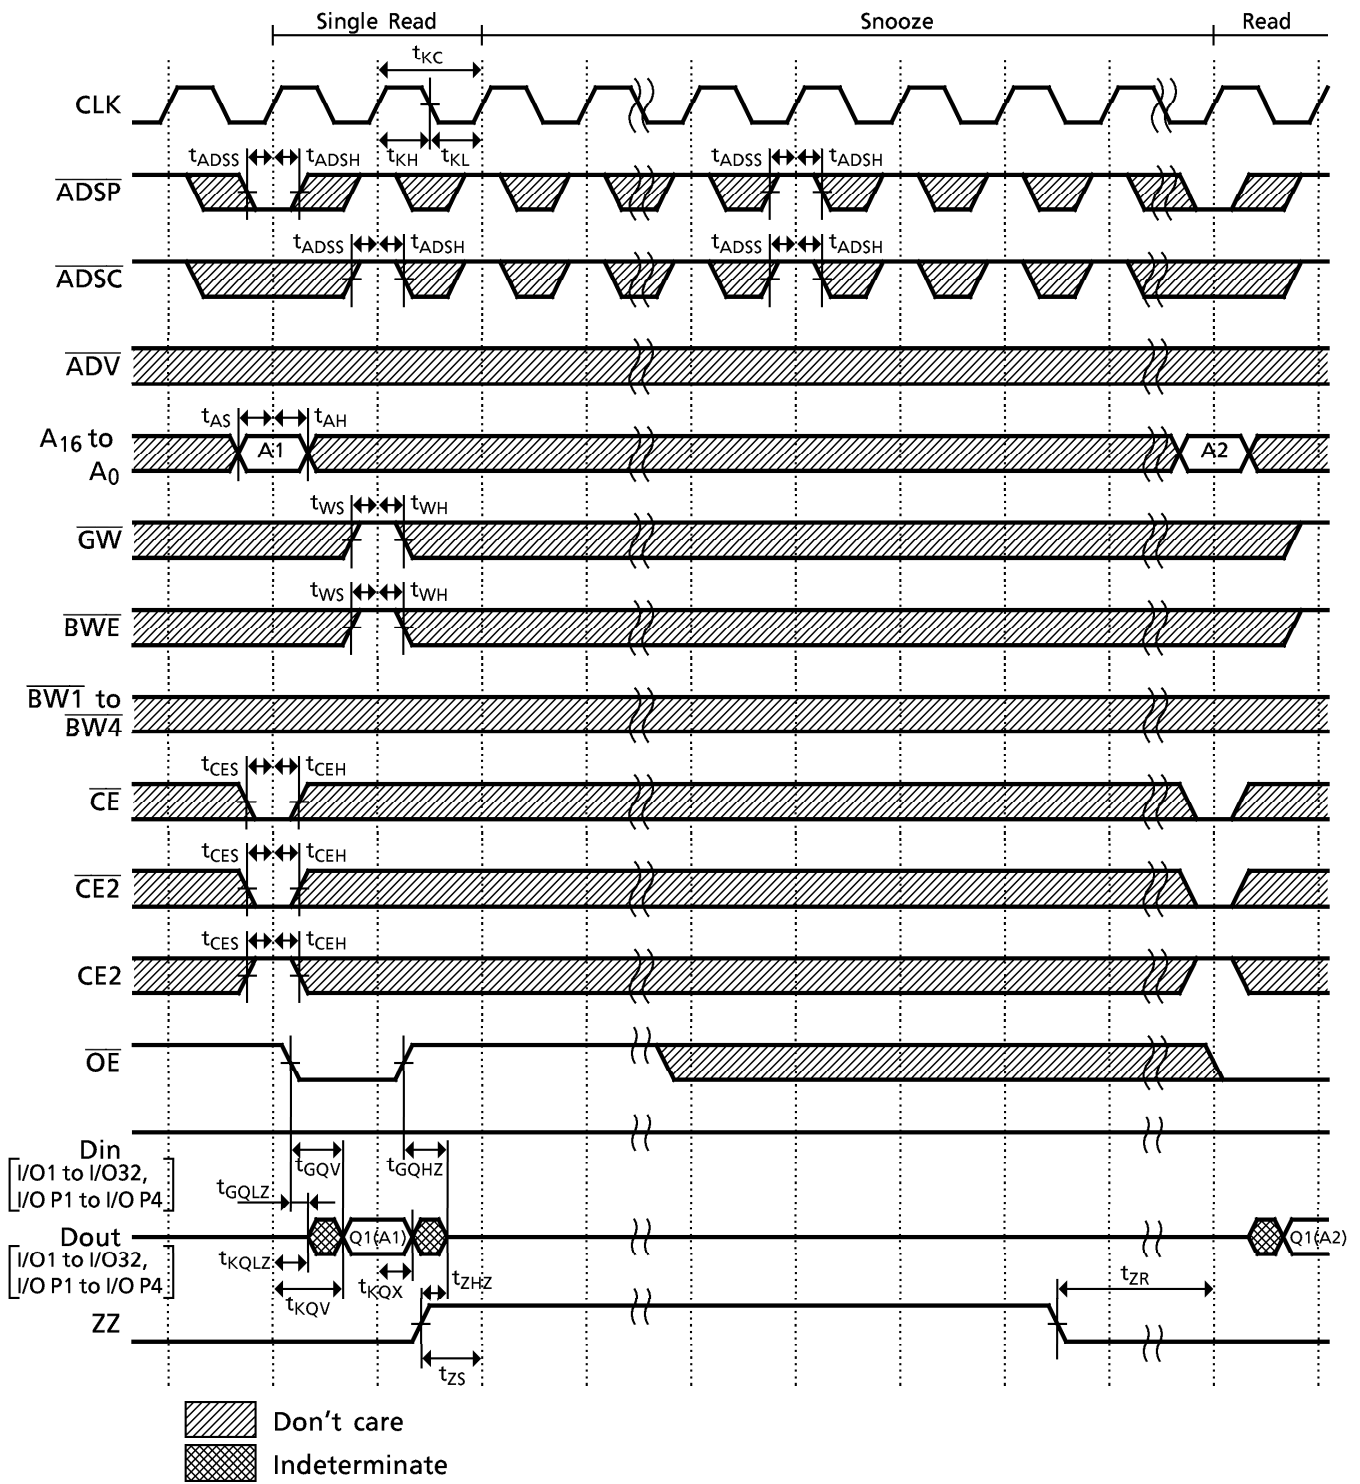 Single Read Snooze Read
tKC
CLK
tADSS tADSH tKH tKL tADSS tADSH
ADSP
tADSS tADSH tADSS tADSH
ADSC
ADV
tAS tAH
A16 to
A0
A1 A2
tWS tWH
GW
tWS tWH
BWE
BW1 to
BW4
tCES tCEH
CE
tCES tCEH
CE2
tCES tCEH
CE2
OE
Din
[I/O1 to I/O32,
I/O P1 to I/O P4]
tGQV tGQHZ
tGQLZ
Dout
[I/O1 to I/O32,
I/O P1 to I/O P4]
Q1(A1) Q1(A2)
tKQLZ tKQX tZHZ tZR
tKQV
ZZ
tZS
Don't care
Indeterminate